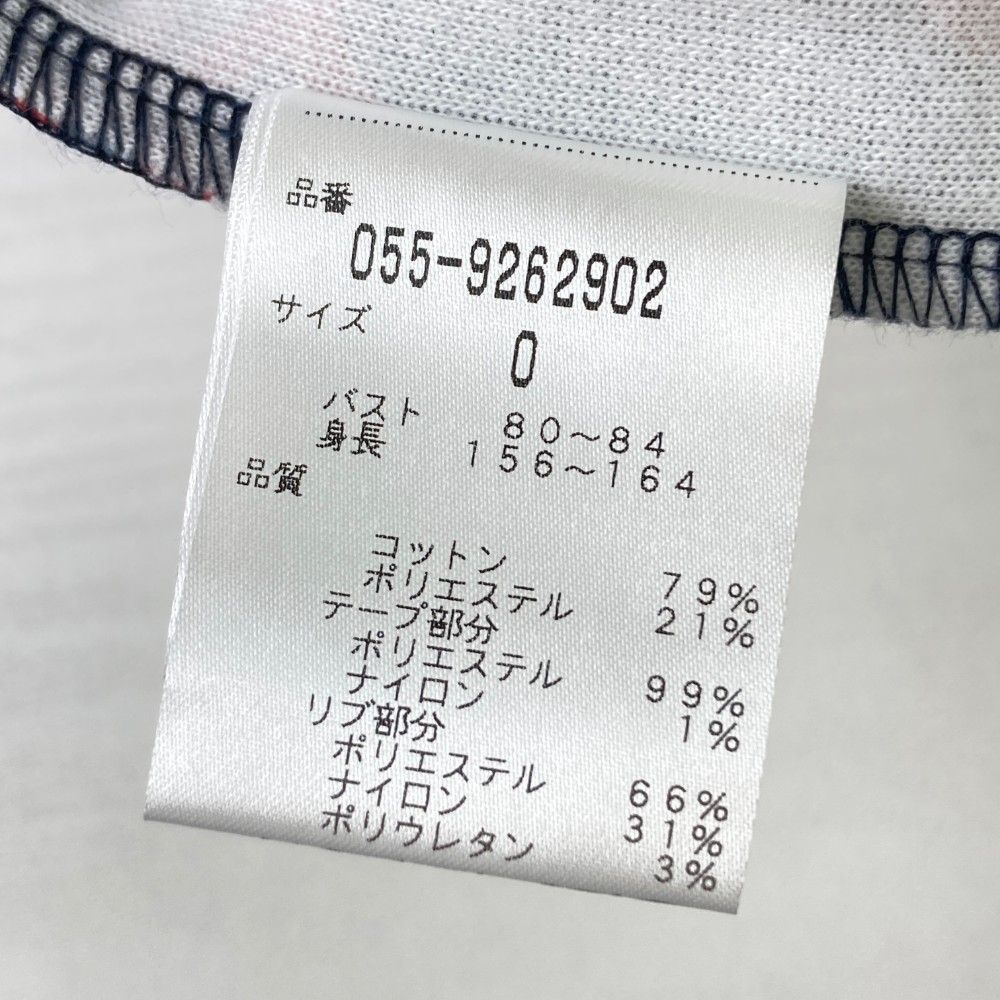 品番
055-9262902
サイズ
0
バスト 80～84
身長 156～164
品質
コットン 79%
ポリエステル 21%
テープ部分
ポリエステル 99%
ナイロン 1%
リブ部分
ポリエステル 66%
ナイロン 31%
ポリウレタン 3%